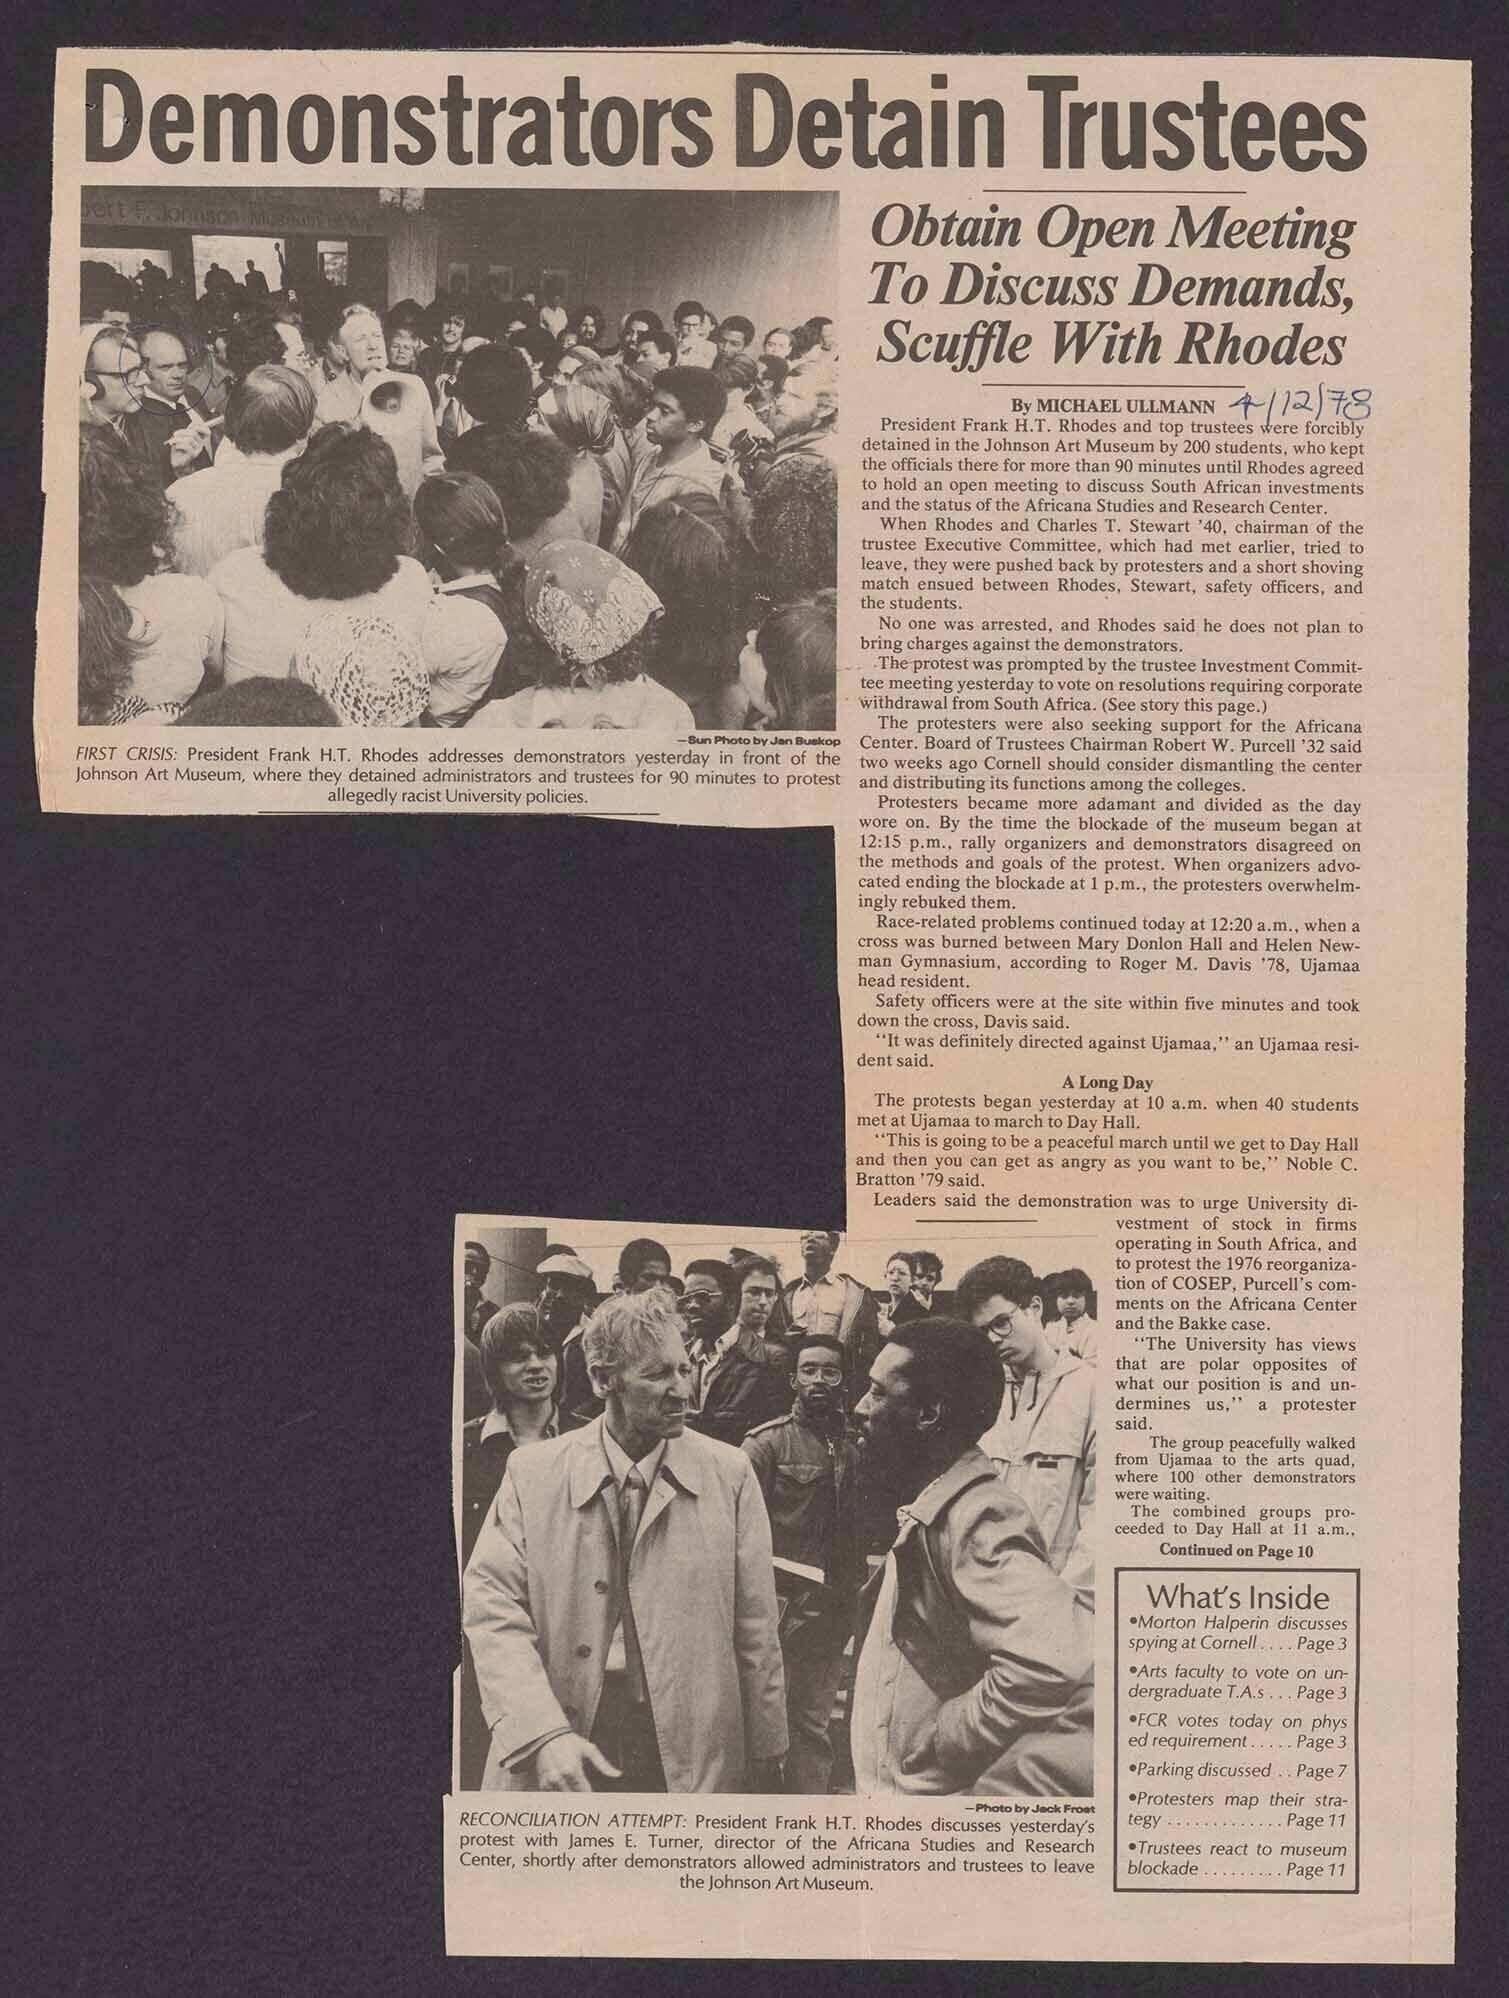 Demonstrators Detain Trustees
bert F. Johnson Museum
—Sun Photo by Jan Buskop
FIRST CRISIS: President Frank H.T. Rhodes addresses demonstrators yesterday in front of the
Johnson Art Museum, where they detained administrators and trustees for 90 minutes to protest
allegedly racist University policies.
Obtain Open Meeting
To Discuss Demands,
Scuffle With Rhodes
By MICHAEL ULLMANN 4/12/78
President Frank H.T. Rhodes and top trustees were forcibly
detained in the Johnson Art Museum by 200 students, who kept
the officials there for more than 90 minutes until Rhodes agreed
to hold an open meeting to discuss South African investments
and the status of the Africana Studies and Research Center.
When Rhodes and Charles T. Stewart '40, chairman of the
trustee Executive Committee, which had met earlier, tried to
leave, they were pushed back by protesters and a short shoving
match ensued between Rhodes, Stewart, safety officers, and
the students.
No one was arrested, and Rhodes said he does not plan to
bring charges against the demonstrators.
The protest was prompted by the trustee Investment Commit-
tee meeting yesterday to vote on resolutions requiring corporate
withdrawal from South Africa. (See story this page.)
The protesters were also seeking support for the Africana
Center. Board of Trustees Chairman Robert W. Purcell '32 said
two weeks ago Cornell should consider dismantling the center
and distributing its functions among the colleges.
Protesters became more adamant and divided as the day
wore on. By the time the blockade of the museum began at
12:15 p.m., rally organizers and demonstrators disagreed on
the methods and goals of the protest. When organizers advo-
cated ending the blockade at 1 p.m., the protesters overwhelm-
ingly rebuked them.
Race-related problems continued today at 12:20 a.m., when a
cross was burned between Mary Donlon Hall and Helen New-
man Gymnasium, according to Roger M. Davis '78, Ujamaa
head resident.
Safety officers were at the site within five minutes and took
down the cross, Davis said.
''It was definitely directed against Ujamaa,'' an Ujamaa resi-
dent said.
A Long Day
The protests began yesterday at 10 a.m. when 40 students
met at Ujamaa to march to Day Hall.
''This is going to be a peaceful march until we get to Day Hall
and then you can get as angry as you want to be,'' Noble C.
Bratton '79 said.
Leaders said the demonstration was to urge University di-
vestment of stock in firms
operating in South Africa, and
to protest the 1976 reorganiza-
tion of COSEP, Purcell's com-
ments on the Africana Center
and the Bakke case.
''The University has views
that are polar opposites of
what our position is and un-
dermines us,'' a protester
said.
The group peacefully walked
from Ujamaa to the arts quad,
where 100 other demonstrators
were waiting.
The combined groups pro-
ceeded to Day Hall at 11 a.m.,
Continued on Page 10
—Photo by Jack Frost
RECONCILIATION ATTEMPT: President Frank H.T. Rhodes discusses yesterday's
protest with James E. Turner, director of the Africana Studies and Research
Center, shortly after demonstrators allowed administrators and trustees to leave
the Johnson Art Museum.
What's Inside
•Morton Halperin discusses
spying at Cornell . . . . Page 3
•Arts faculty to vote on un-
dergraduate T.A.s . . . Page 3
•FCR votes today on phys
ed requirement . . . . . Page 3
•Parking discussed . . Page 7
•Protesters map their stra-
tegy . . . . . . . . . . . . . Page 11
•Trustees react to museum
blockade . . . . . . . . . Page 11